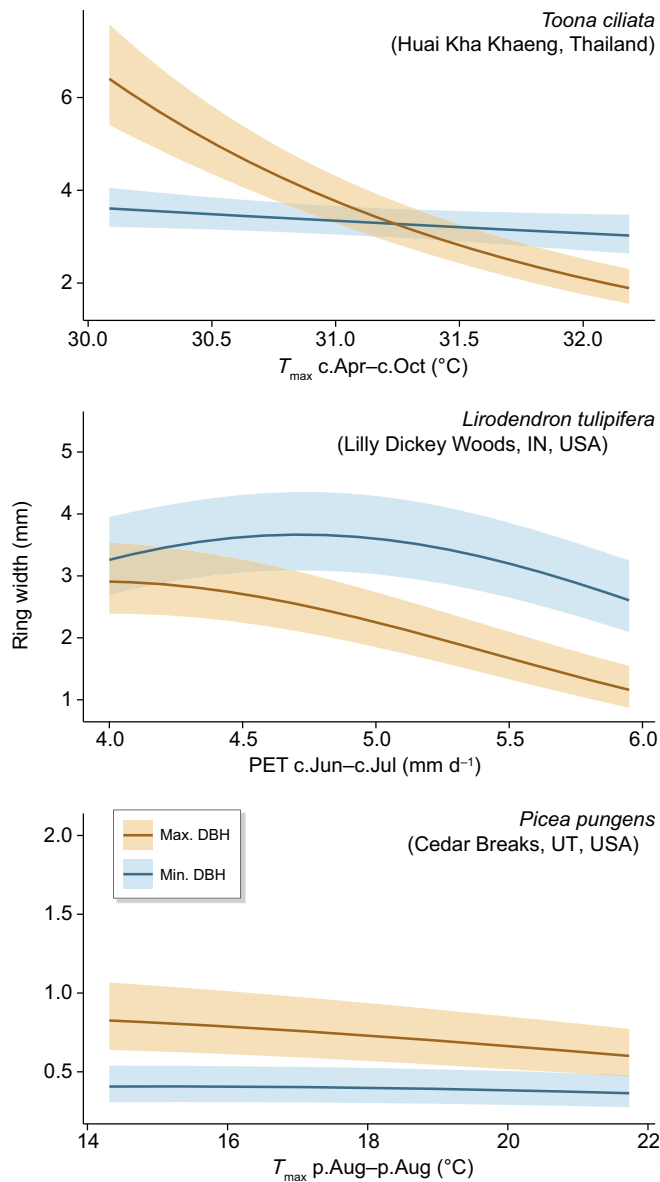 Toona ciliata
(Huai Kha Khaeng, Thailand)
6
4
2
30.0 30.5 31.0 31.5 32.0
Tmax c.Apr–c.Oct (°C)
Lirodendron tulipifera
(Lilly Dickey Woods, IN, USA)
Ring width (mm)
5
4
3
2
1
4.0 4.5 5.0 5.5 6.0
PET c.Jun–c.Jul (mm d⁻¹)
Picea pungens
(Cedar Breaks, UT, USA)
Max. DBH
Min. DBH
2.0
1.5
1.0
0.5
14 16 18 20 22
Tmax p.Aug–p.Aug (°C)